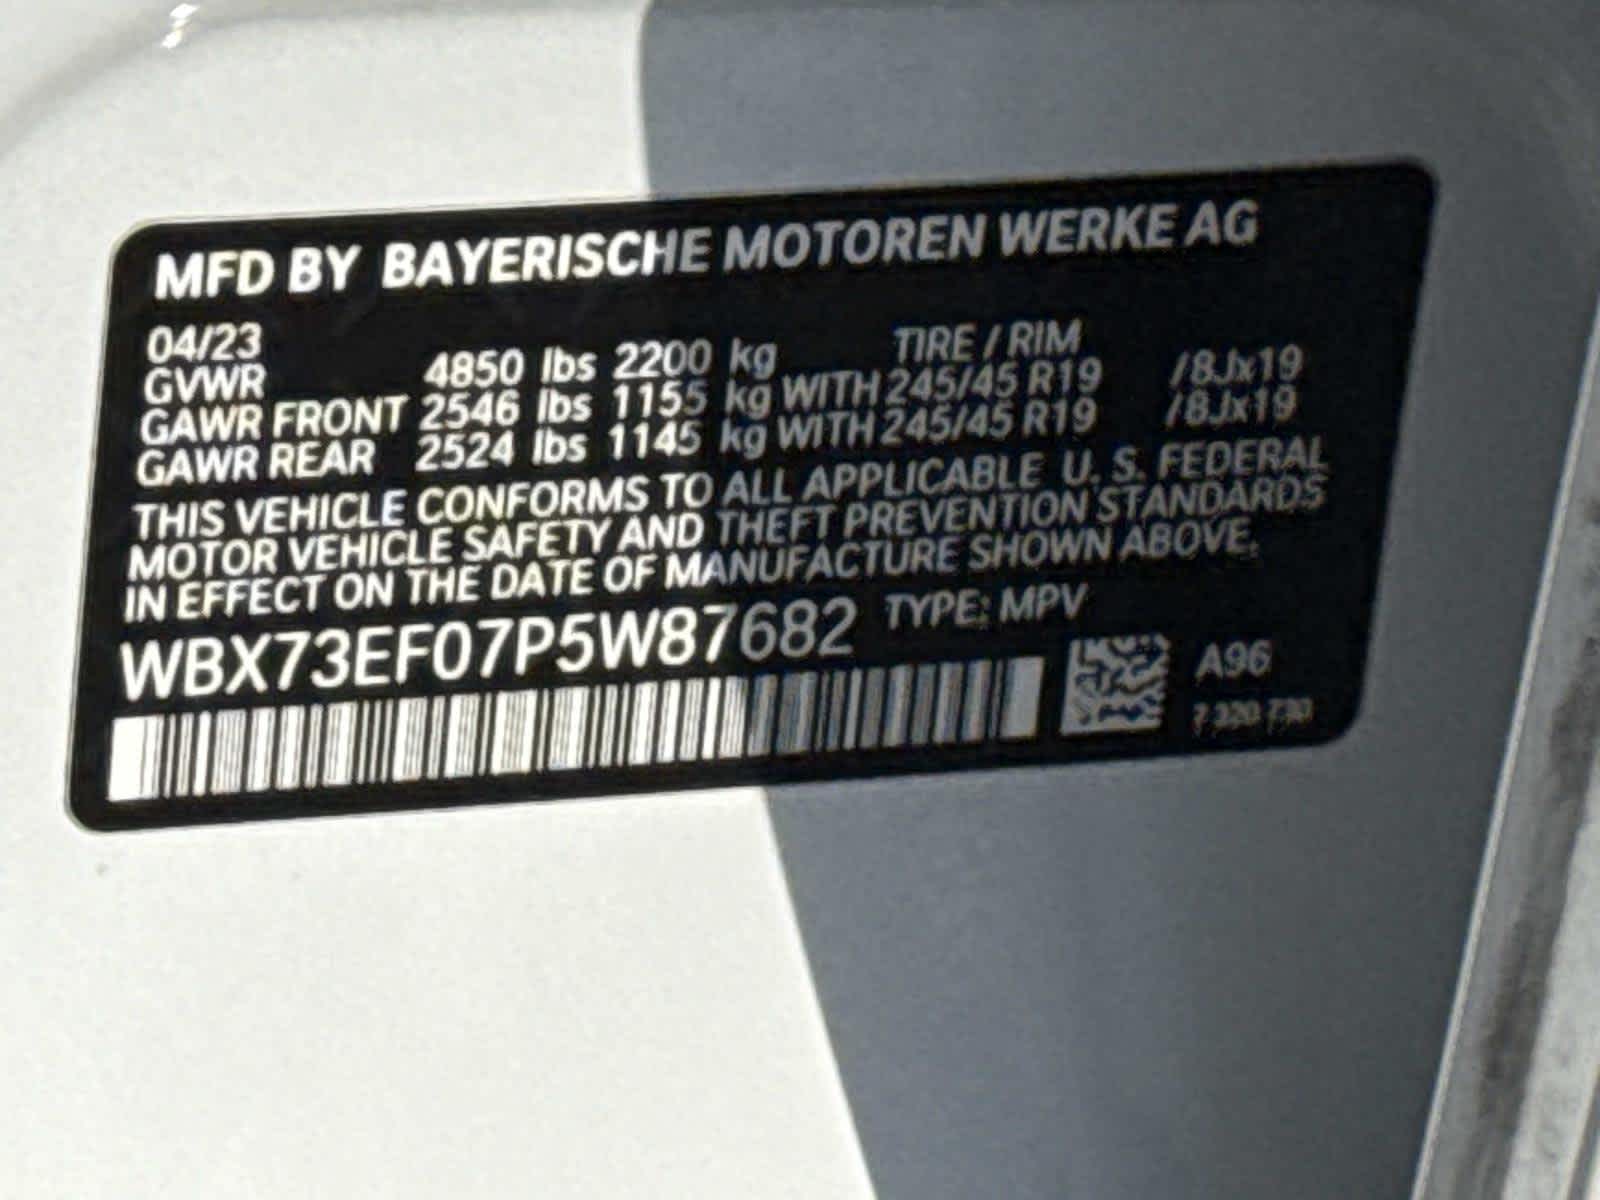 MFD BY BAYERISCHE MOTOREN WERKE AG
04/23 TIRE / RIM
GVWR 4850 lbs 2200 kg
GAWR FRONT 2546 lbs 1155 kg WITH 245/45 R19 /8Jx19
GAWR REAR 2524 lbs 1145 kg WITH 245/45 R19 /8Jx19
THIS VEHICLE CONFORMS TO ALL APPLICABLE U. S. FEDERAL
MOTOR VEHICLE SAFETY AND THEFT PREVENTION STANDARDS
IN EFFECT ON THE DATE OF MANUFACTURE SHOWN ABOVE.
WBX73EF07P5W87682 TYPE: MPV
A96
7 320 730